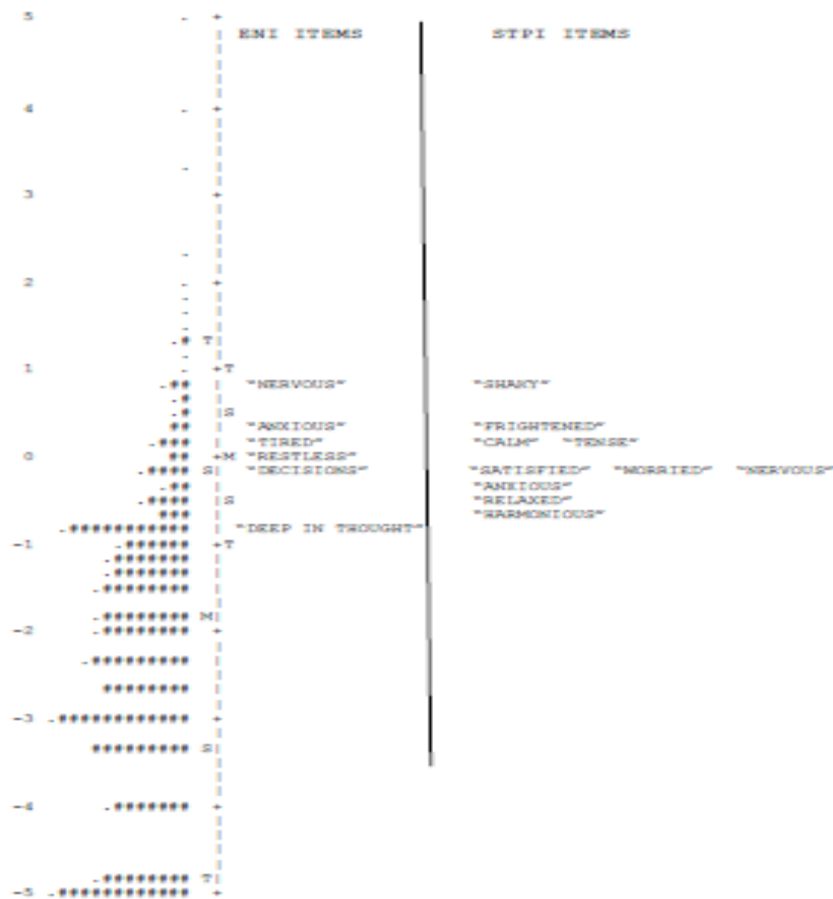 5 . +
ENI ITEMS STPI ITEMS
4 . +
.
3 +
.
2 . +
.
.
.
.# T
.
1 . +T
.## "NERVOUS" "SHAKY"
.#
.# S
## "ANXIOUS" "FRIGHTENED"
.### "TIRED" "CALM" "TENSE"
0 ## +M "RESTLESS"
.#### S "DECISIONS" "SATISFIED" "WORRIED" "NERVOUS"
.## "ANXIOUS"
.#### S "RELAXED"
### "HARMONIOUS"
.########## "DEEP IN THOUGHT"
-1 .###### +T
.#######
.#######
.########
.######## M
-2 .######## +
.#########
########
-3 .############ +
######### S
-4 .####### +
.######## T
-5 .############ +